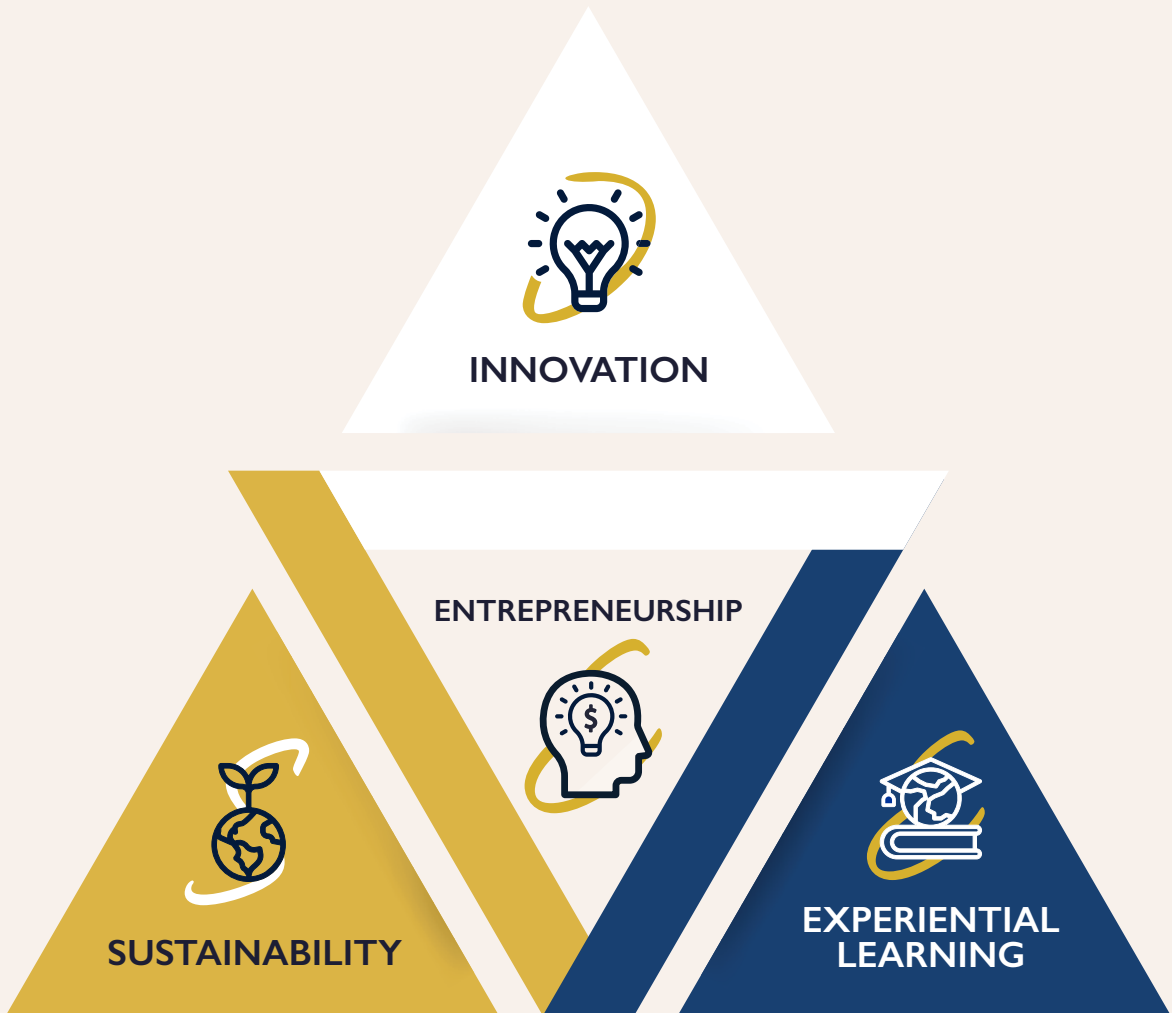 INNOVATION
ENTREPRENEURSHIP
$
SUSTAINABILITY
EXPERIENTIAL
LEARNING